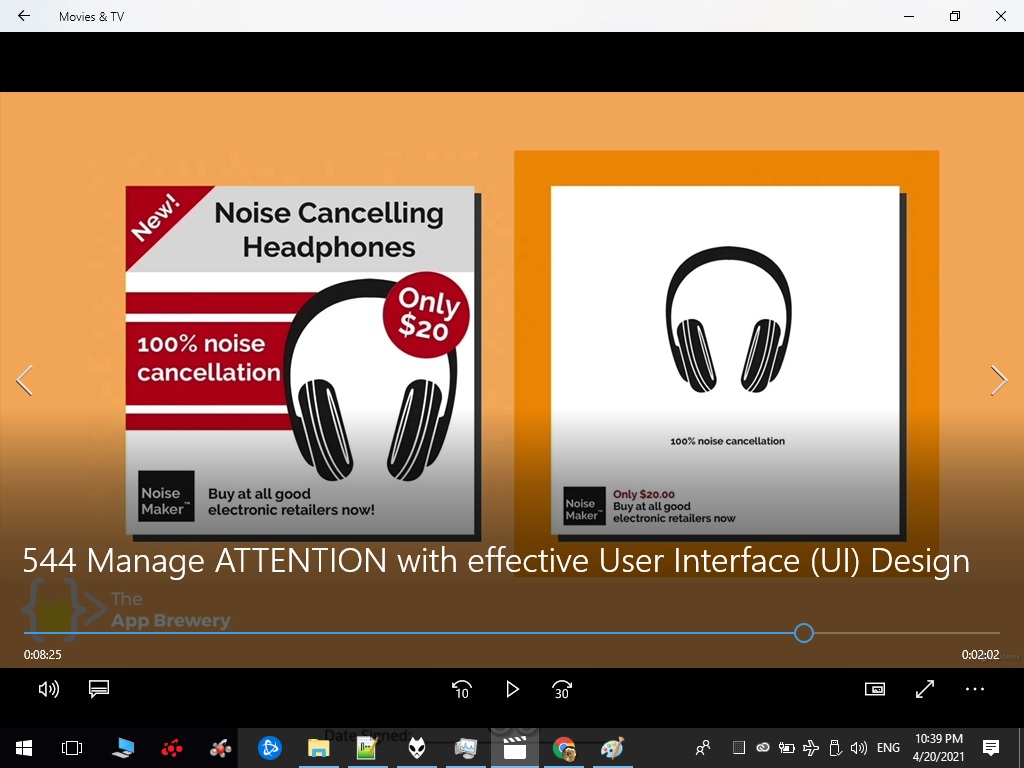 Movies & TV
New!
Noise Cancelling
Headphones
Only
$20
100% noise
cancellation
Noise
Maker™
Buy at all good
electronic retailers now!
100% noise cancellation
Noise
Maker™
Only $20.00
Buy at all good
electronic retailers now
544 Manage ATTENTION with effective User Interface (UI) Design
The
App Brewery
0:08:25
0:02:02
10
30
Date Signed:
ENG
10:39 PM
4/20/2021